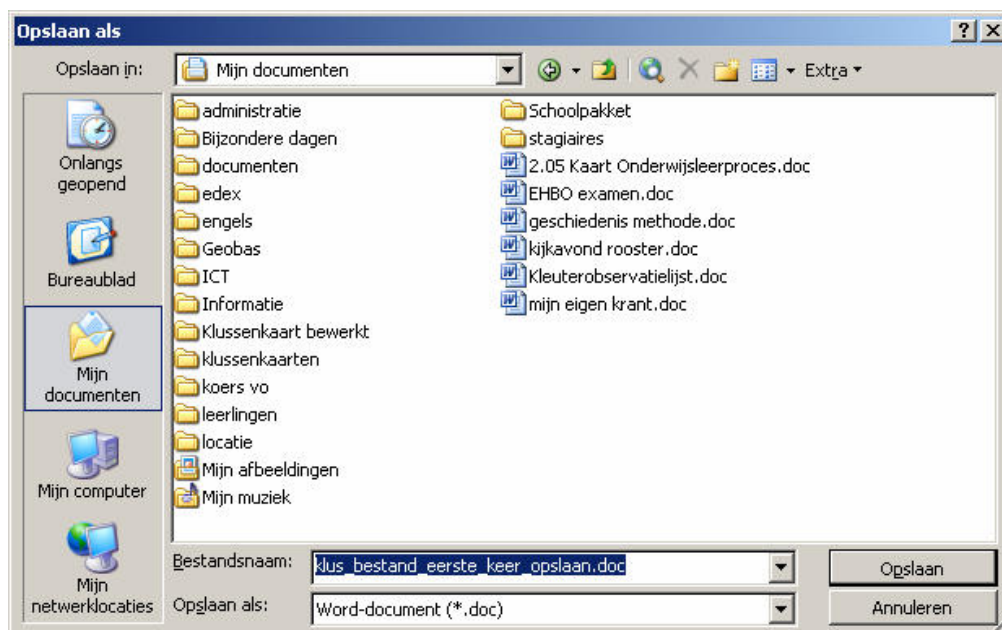 Opslaan als
Opslaan in:
Mijn documenten
Extra
Onlangs
geopend
Bureaublad
Mijn
documenten
Mijn computer
Mijn
netwerklocaties
administratie
Bijzondere dagen
documenten
edex
engels
Geobas
ICT
Informatie
Klussenkaart bewerkt
klussenkaarten
koers vo
leerlingen
locatie
Mijn afbeeldingen
Mijn muziek
Schoolpakket
stagiaires
2.05 Kaart Onderwijsleerproces.doc
EHBO examen.doc
geschiedenis methode.doc
kijkavond rooster.doc
Kleuterobservatielijst.doc
mijn eigen krant.doc
Bestandsnaam:
klus_bestand_eerste_keer_opslaan.doc
Opslaan
Opslaan als:
Word-document (*.doc)
Annuleren